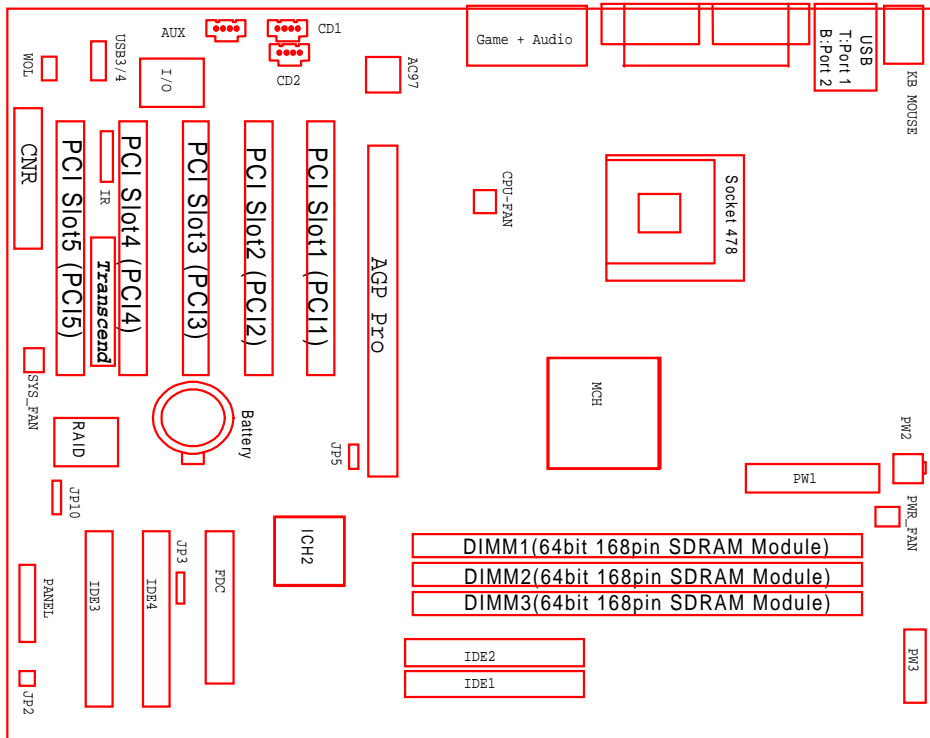 AUX
CD1
CD2
Game + Audio
USB
T:Port 1
B:Port 2
KB MOUSE
WOL
USB3/4
I/O
AC97
CNR
PCI Slot5 (PCI5)
IR
Transcend
PCI Slot4 (PCI4)
PCI Slot3 (PCI3)
PCI Slot2 (PCI2)
PCI Slot1 (PCI1)
AGP Pro
CPU-FAN
Socket 478
SYS_FAN
RAID
Battery
JP5
MCH
PW2
PW1
PWR_FAN
JP10
ICH2
DIMM1(64bit 168pin SDRAM Module)
DIMM2(64bit 168pin SDRAM Module)
DIMM3(64bit 168pin SDRAM Module)
PANEL
IDE3
IDE4
JP3
FDC
IDE2
IDE1
PW3
JP2